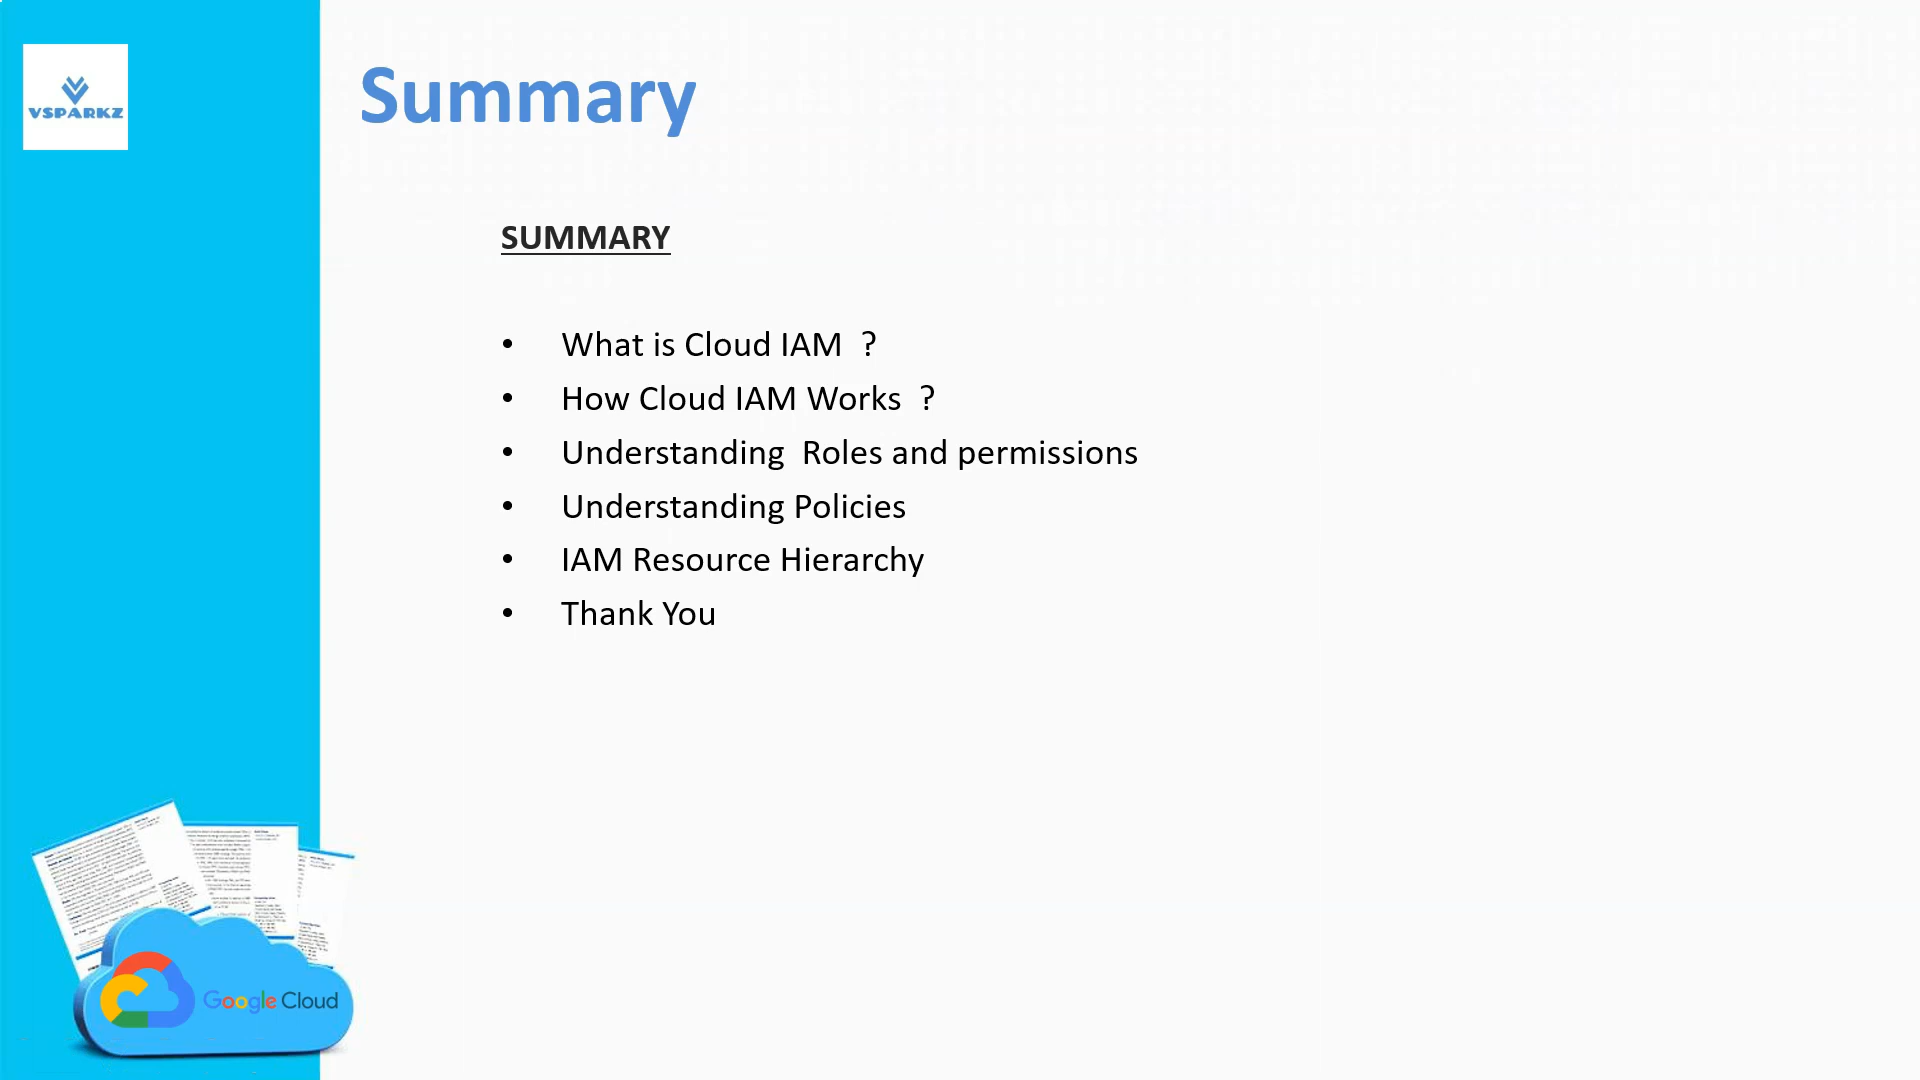 VSPARKZ
Summary
SUMMARY
• What is Cloud IAM  ?
• How Cloud IAM Works  ?
• Understanding  Roles and permissions
• Understanding Policies
• IAM Resource Hierarchy
• Thank You
Google Cloud